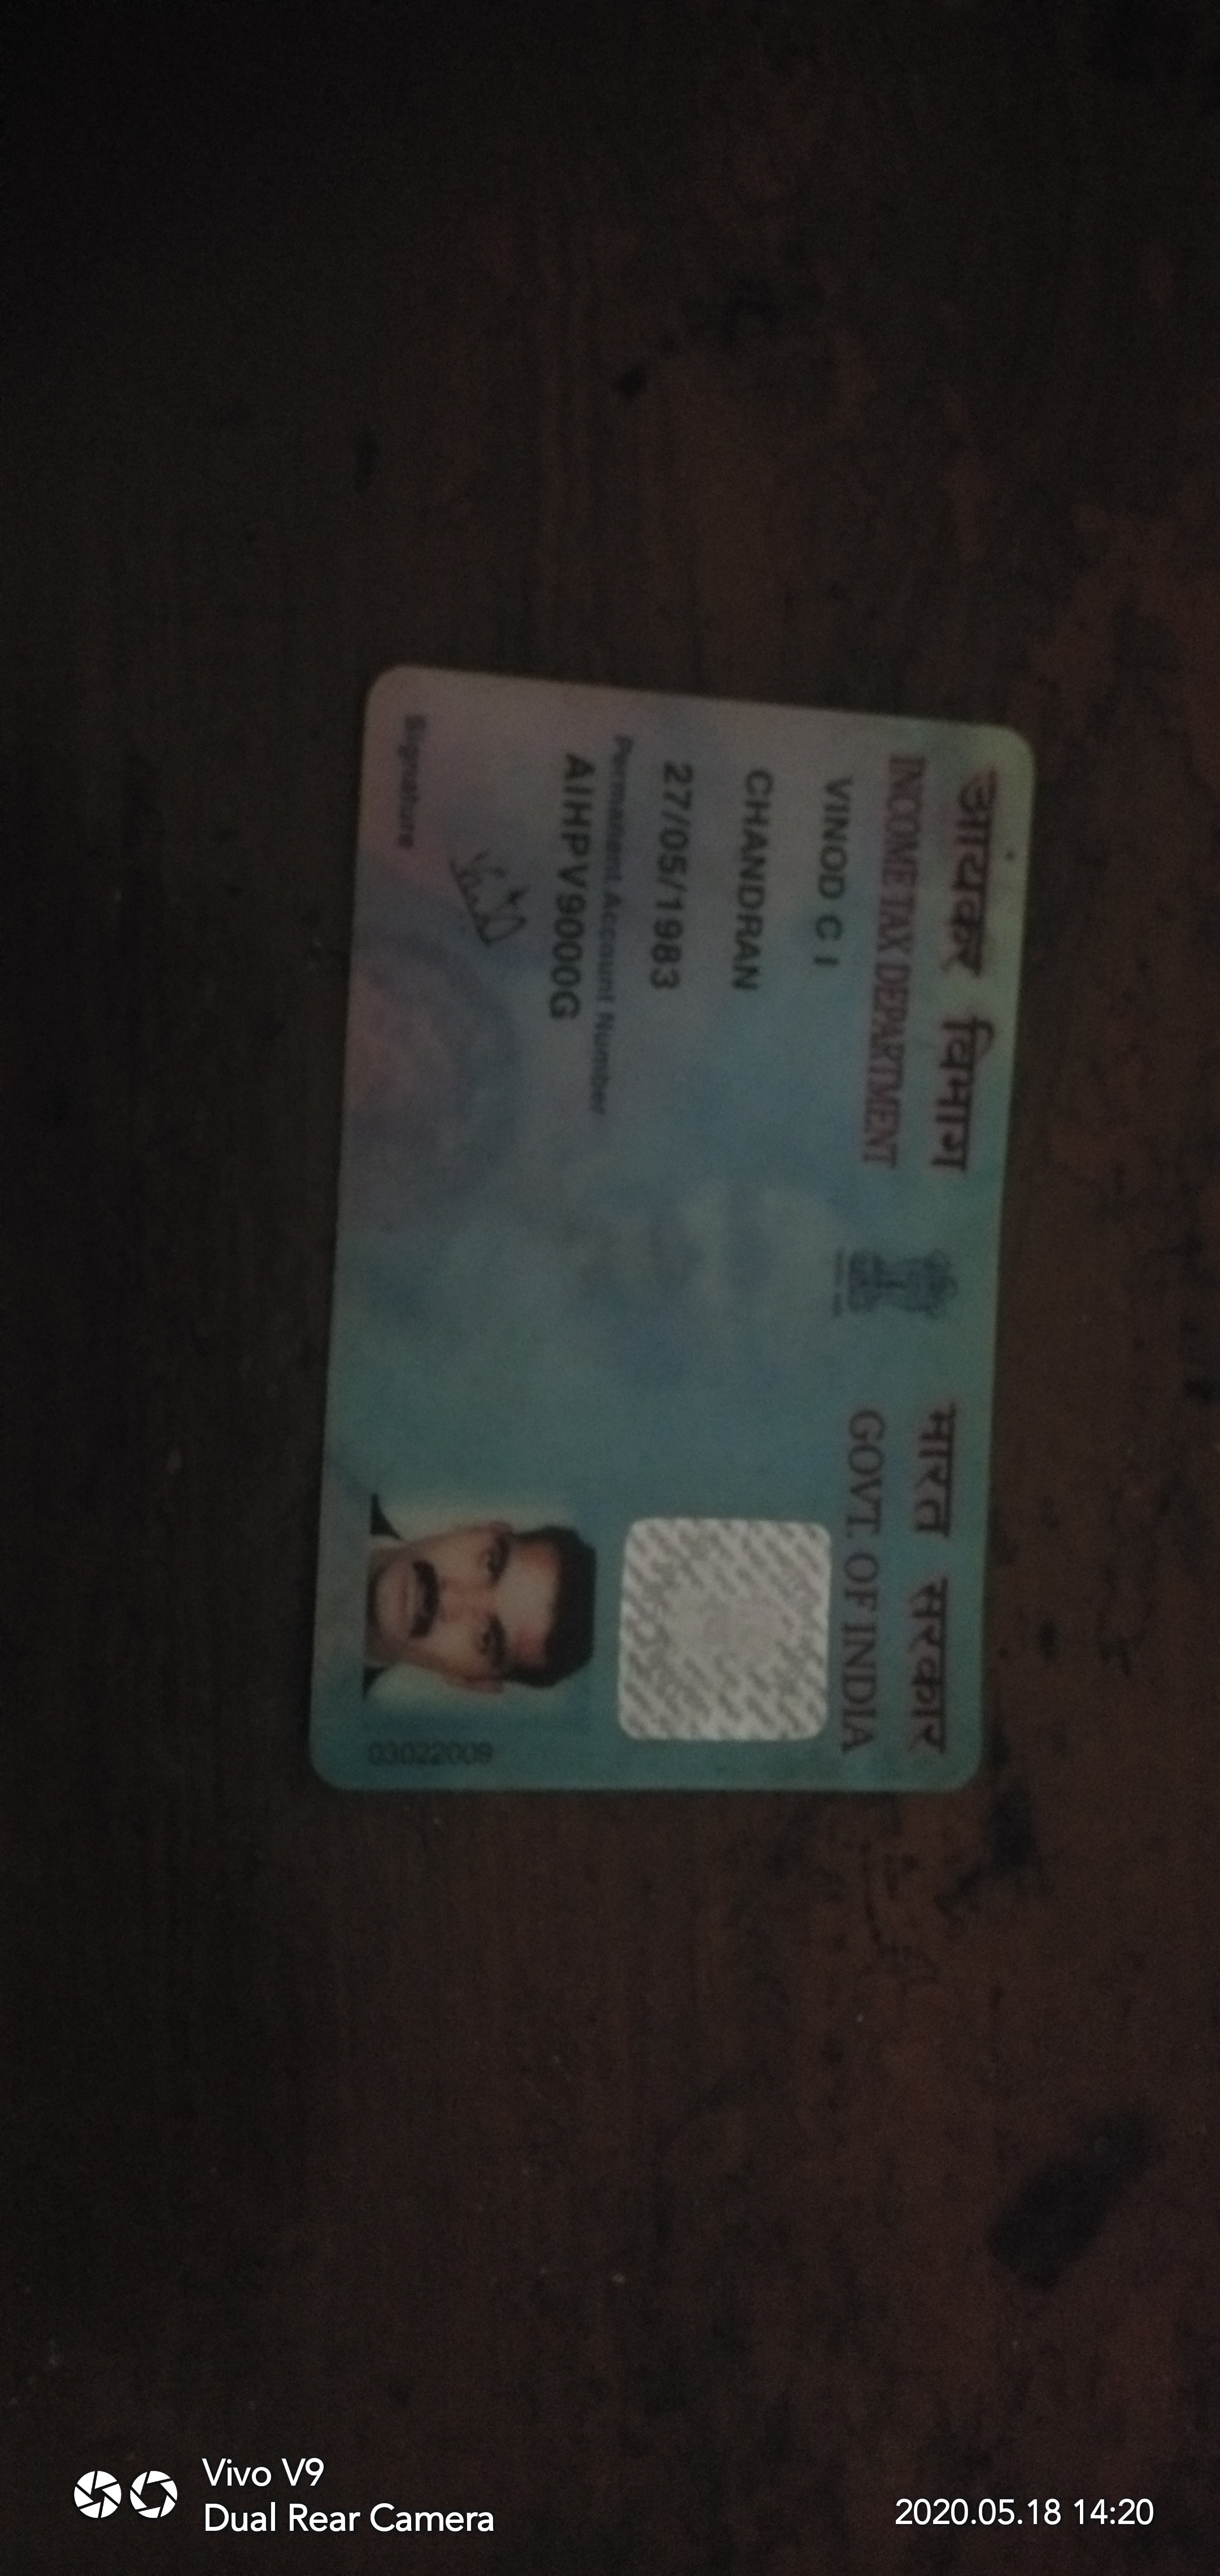 आयकर विभाग
INCOME TAX DEPARTMENT
भारत सरकार
GOVT. OF INDIA
VINOD C I
CHANDRAN
27/05/1983
Permanent Account Number
AIHPV9000G
Signature
03022009
Vivo V9
Dual Rear Camera
2020.05.18 14:20